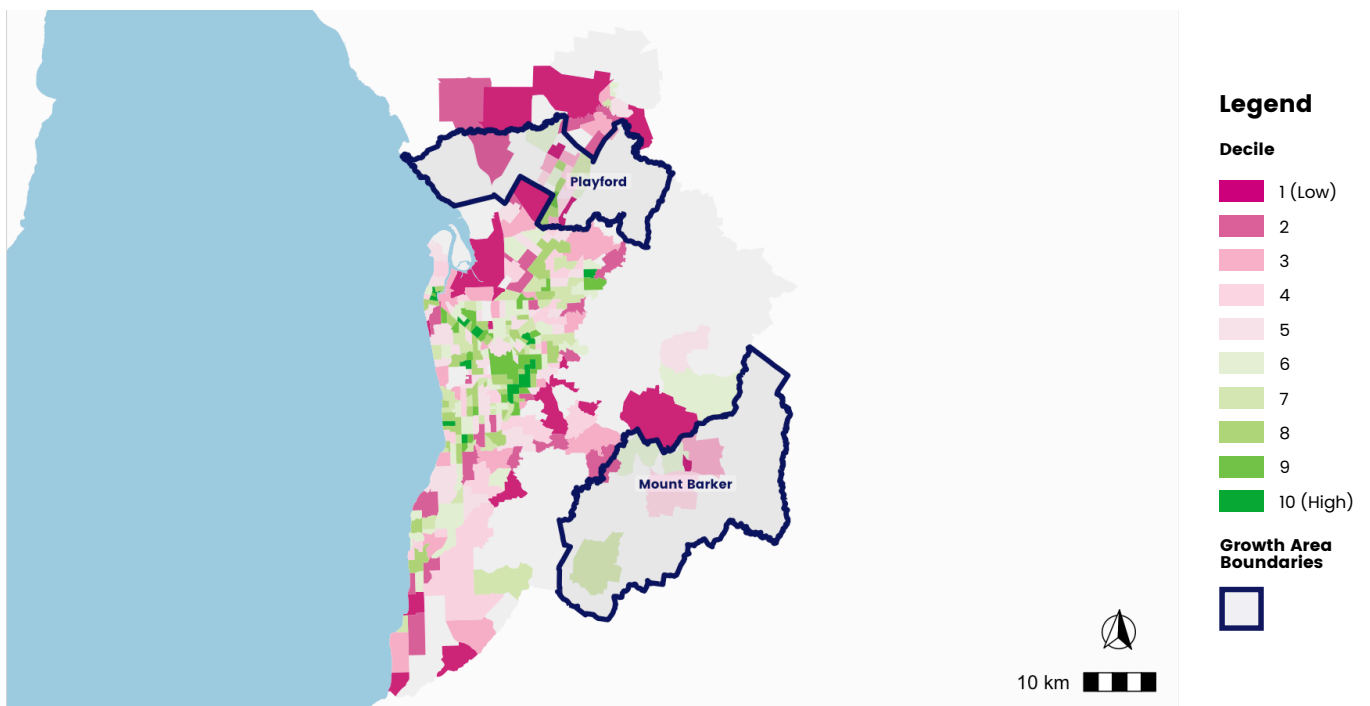 Legend
Decile
1 (Low)
2
3
4
5
6
7
8
9
10 (High)
Growth Area
Boundaries
Playford
Mount Barker
10 km